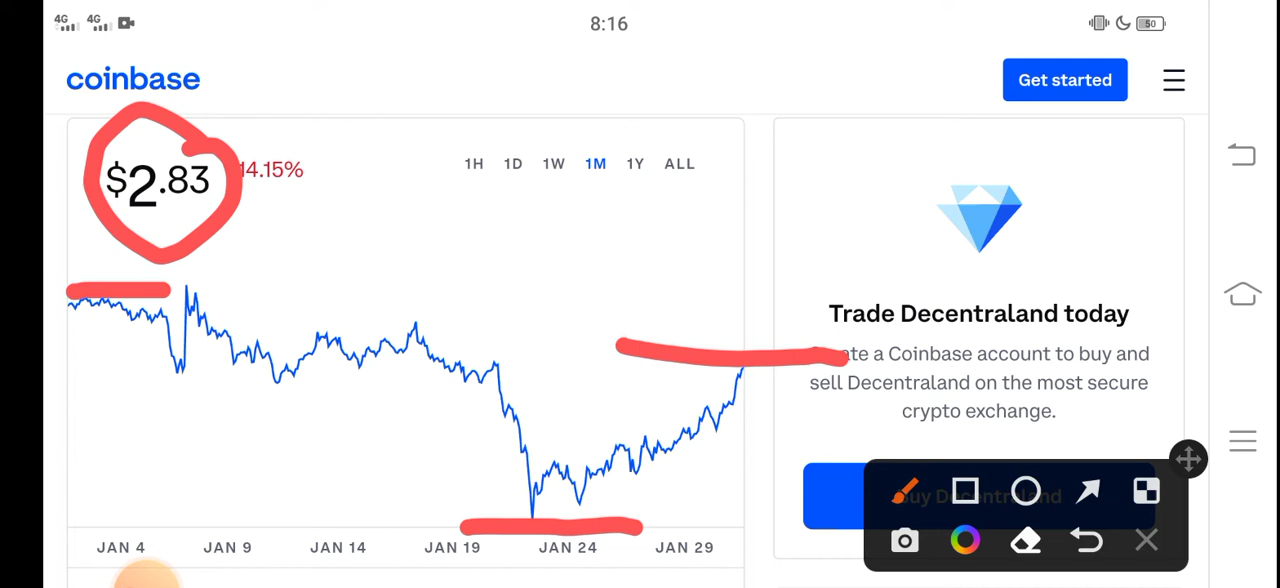 4G 4G 8:16 50
coinbase Get started
$2.83 14.15% 1H 1D 1W 1M 1Y ALL
Trade Decentraland today
ate a Coinbase account to buy and
sell Decentraland on the most secure
crypto exchange.
Buy Decentraland
JAN 4 JAN 9 JAN 14 JAN 19 JAN 24 JAN 29